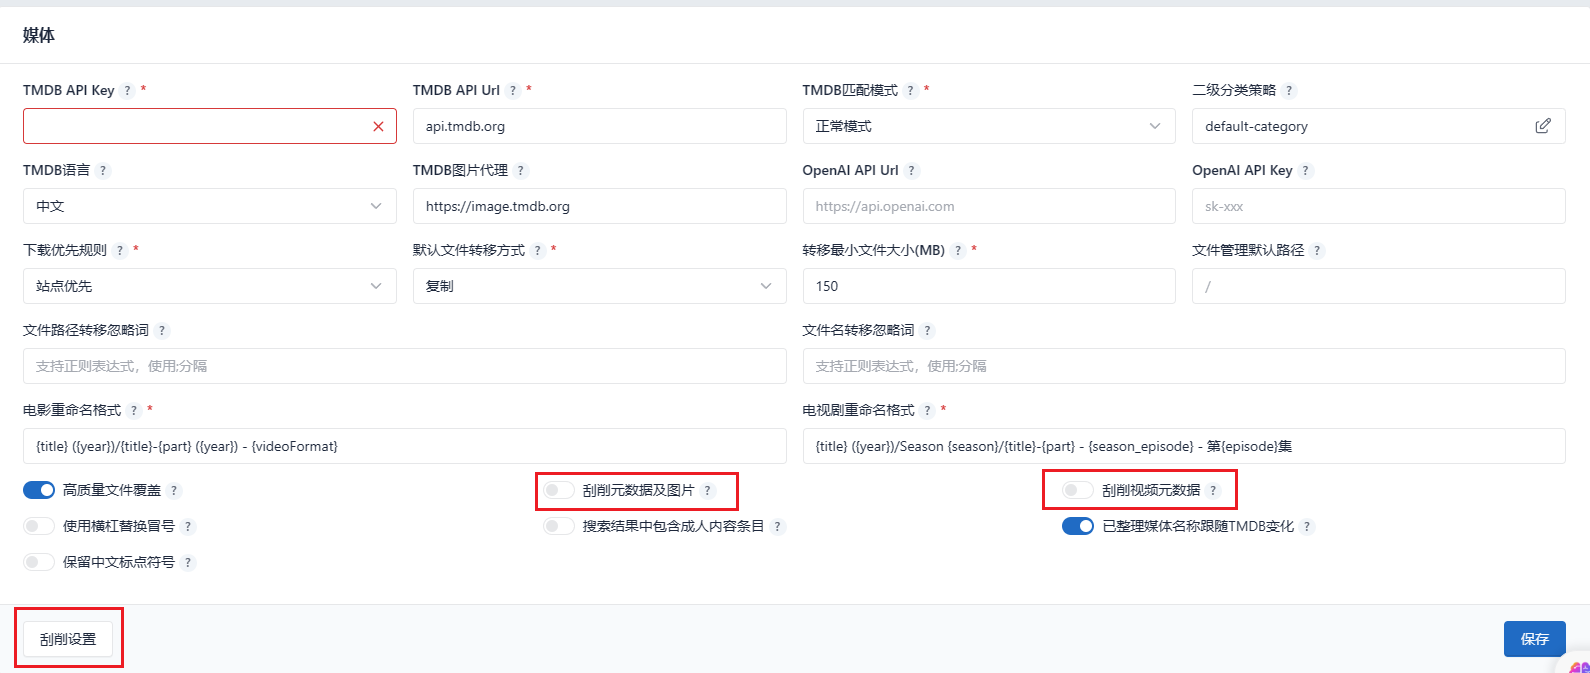 媒体
TMDB API Key ? *
TMDB API Url ? *
TMDB匹配模式 ? *
二级分类策略 ?
api.tmdb.org
正常模式
default-category
TMDB语言 ?
TMDB图片代理 ?
OpenAI API Url ?
OpenAI API Key ?
中文
https://image.tmdb.org
https://api.openai.com
sk-xxx
下载优先规则 ? *
默认文件转移方式 ? *
转移最小文件大小(MB) ? *
文件管理默认路径 ?
站点优先
复制
150
/
文件路径转移忽略词 ?
文件名转移忽略词 ?
支持正则表达式，使用;分隔
支持正则表达式，使用;分隔
电影重命名格式 ? *
电视剧重命名格式 ? *
{title} ({year})/{title}-{part} ({year}) - {videoFormat}
{title} ({year})/Season {season}/{title}-{part} - {season_episode} - 第{episode}集
高质量文件覆盖 ?
刮削元数据及图片 ?
刮削视频元数据 ?
使用横杠替换冒号 ?
搜索结果中包含成人内容条目 ?
已整理媒体名称跟随TMDB变化 ?
保留中文标点符号 ?
刮削设置
保存